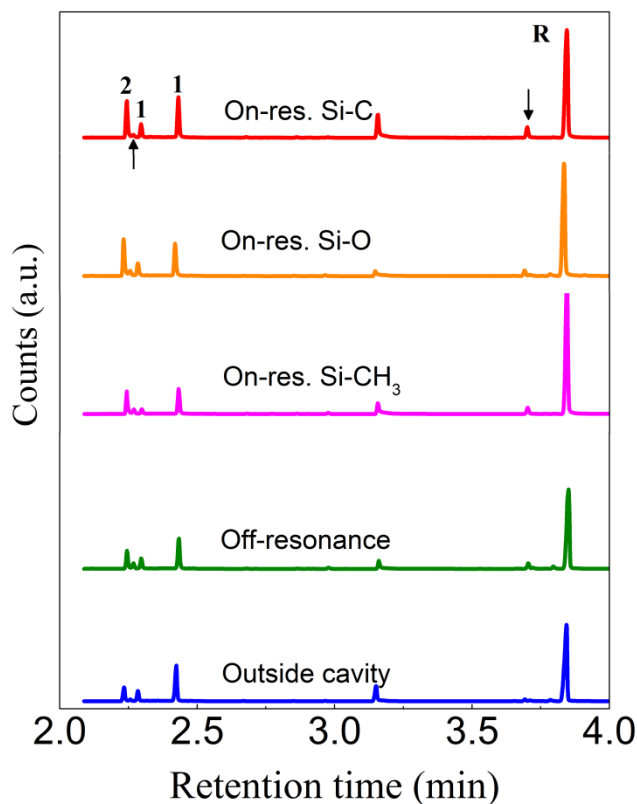 R
2
1
1
On-res. Si-C
On-res. Si-O
On-res. Si-CH₃
Off-resonance
Outside cavity
Counts (a.u.)
2.0 2.5 3.0 3.5 4.0
Retention time (min)